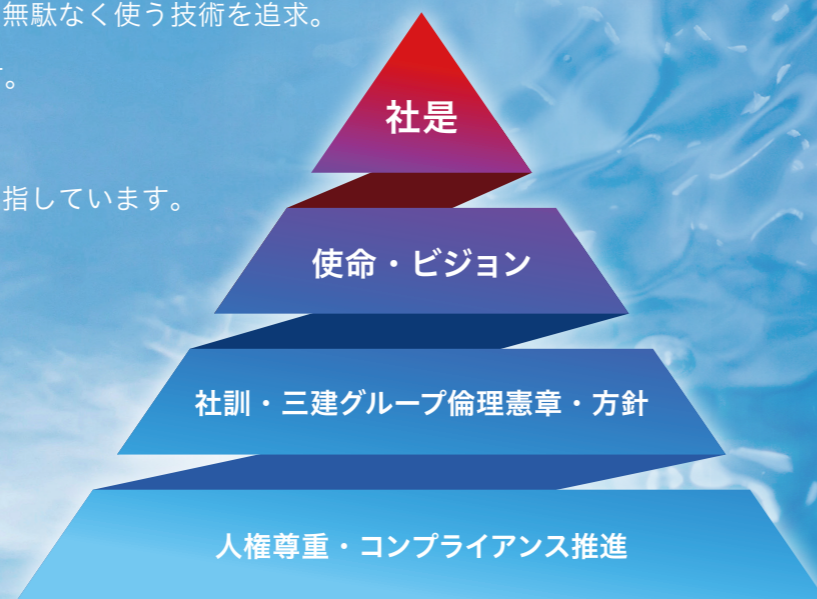 無駄なく使う技術を追求。
す。
指しています。
社是
使命・ビジョン
社訓・三建グループ倫理憲章・方針
人権尊重・コンプライアンス推進